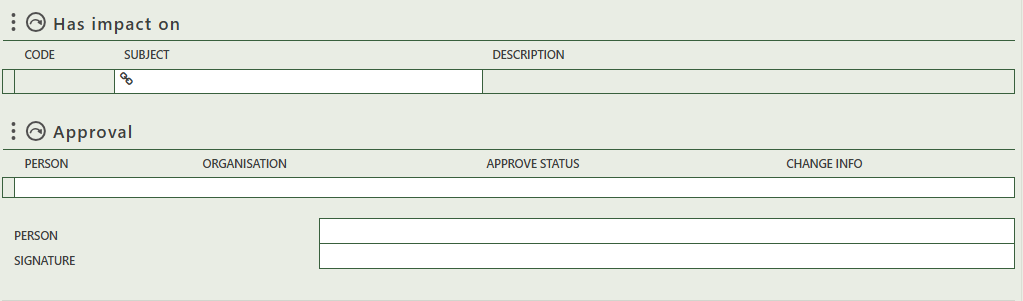 Has impact on
CODE SUBJECT DESCRIPTION
Approval
PERSON ORGANISATION APPROVE STATUS CHANGE INFO
PERSON
SIGNATURE